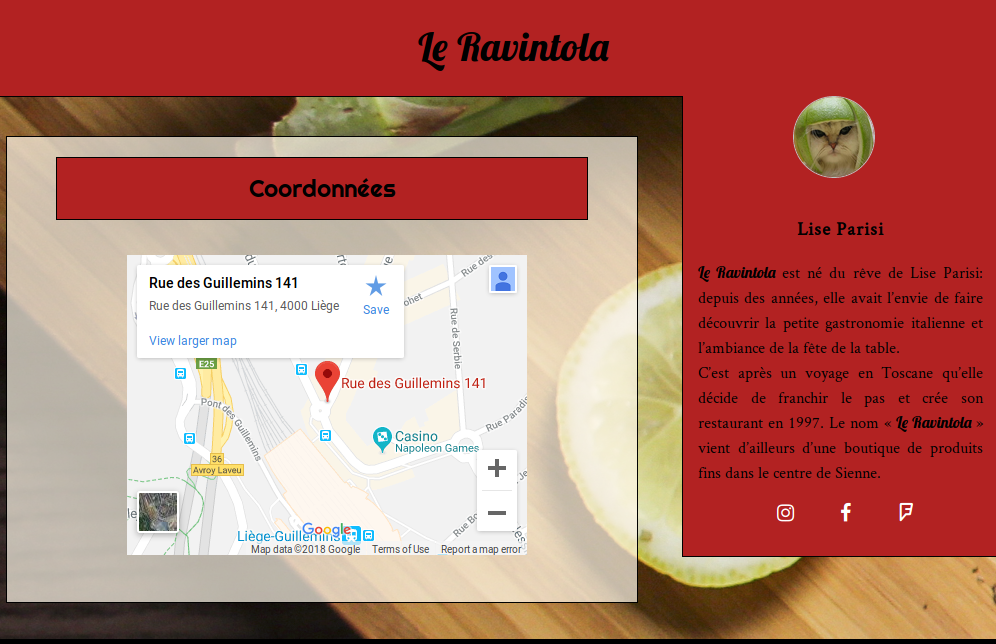 Le Ravintola
Coordonnées
Rue des Guillemins 141
Rue des Guillemins 141, 4000 Liège
Save
View larger map
Rue des
ohet
Rue de Serbie
E25
Rue des Guillemins 141
Pont des Guillemins
Rue Paradis
Casino
Napoleon Games
36
Avroy Laveu
Rue Bo
Google
Liège-Guillemins
Map data ©2018 Google
Terms of Use
Report a map error
Lise Parisi
Le Ravintola est né du rêve de Lise Parisi:
depuis des années, elle avait l'envie de faire
découvrir la petite gastronomie italienne et
l'ambiance de la fête de la table.
C'est après un voyage en Toscane qu'elle
décide de franchir le pas et crée son
restaurant en 1997. Le nom « Le Ravintola »
vient d'ailleurs d'une boutique de produits
fins dans le centre de Sienne.